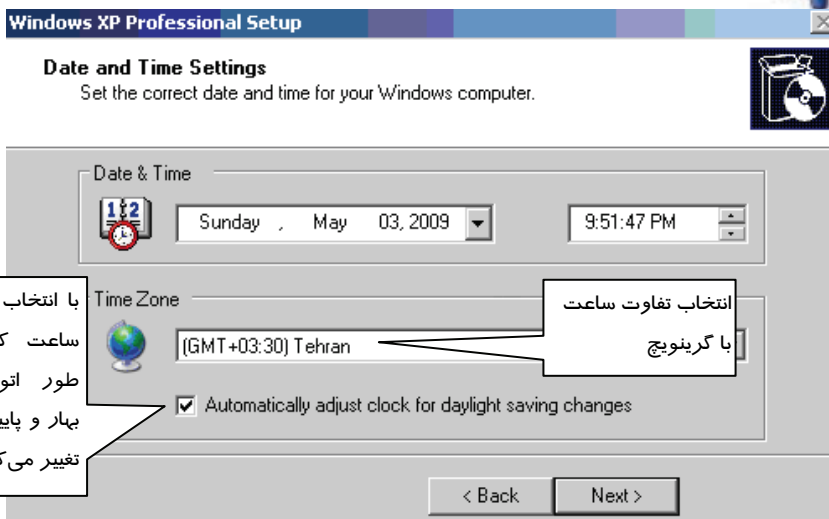 Windows XP Professional Setup
Date and Time Settings
Set the correct date and time for your Windows computer.
Date & Time
Sunday , May 03, 2009
9:51:47 PM
Time Zone
(GMT+03:30) Tehran
انتخاب تفاوت ساعت
با گرینویچ
Automatically adjust clock for daylight saving changes
با انتخاب
ساعت
طور
بهار و
تغییر
< Back
Next >